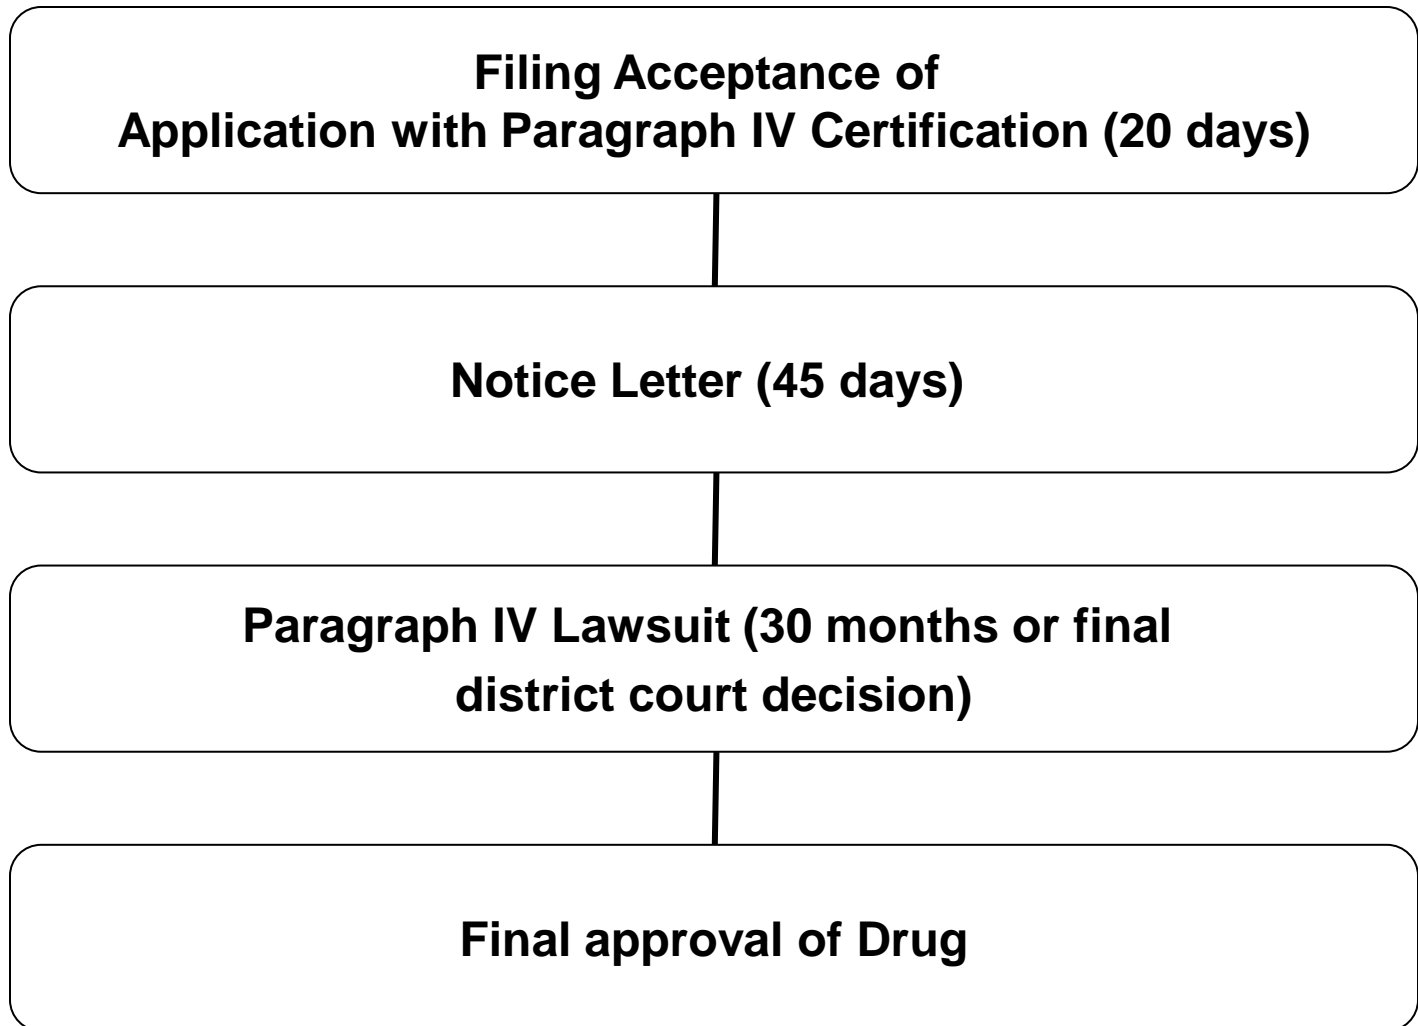 Filing Acceptance of
Application with Paragraph IV Certification (20 days)
Notice Letter (45 days)
Paragraph IV Lawsuit (30 months or final
district court decision)
Final approval of Drug